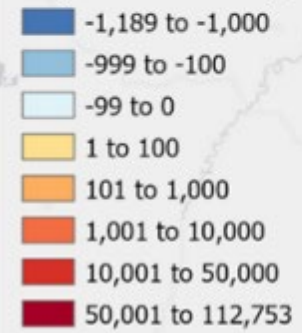 -1,189 to -1,000
-999 to -100
-99 to 0
1 to 100
101 to 1,000
1,001 to 10,000
10,001 to 50,000
50,001 to 112,753